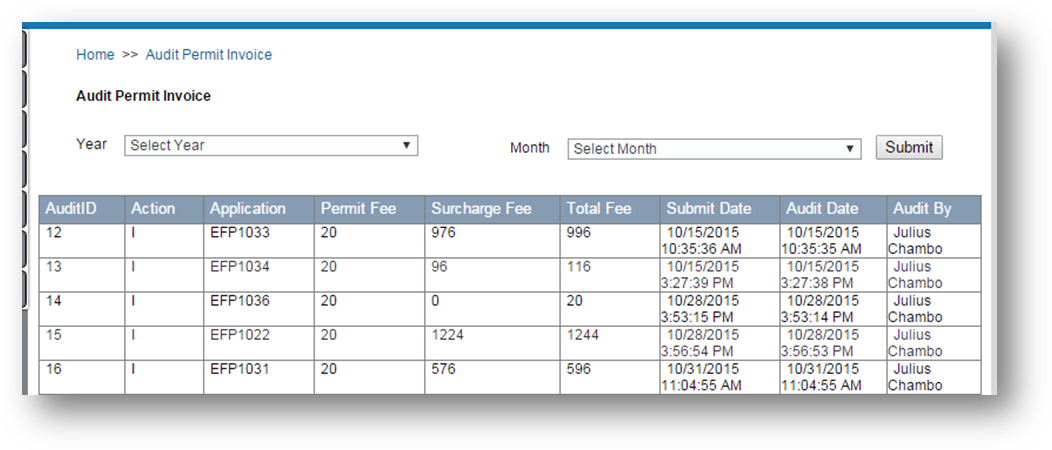 Home >> Audit Permit Invoice
Audit Permit Invoice
Year Select Year Month Select Month Submit
AuditID Action Application Permit Fee Surcharge Fee Total Fee Submit Date Audit Date Audit By
12 I EFP1033 20 976 996 10/15/2015 10/15/2015 Julius
10:35:36 AM 10:35:35 AM Chambo
13 I EFP1034 20 96 116 10/15/2015 10/15/2015 Julius
3:27:39 PM 3:27:38 PM Chambo
14 I EFP1036 20 0 20 10/28/2015 10/28/2015 Julius
3:53:15 PM 3:53:14 PM Chambo
15 I EFP1022 20 1224 1244 10/28/2015 10/28/2015 Julius
3:56:54 PM 3:56:53 PM Chambo
16 I EFP1031 20 576 596 10/31/2015 10/31/2015 Julius
11:04:55 AM 11:04:55 AM Chambo